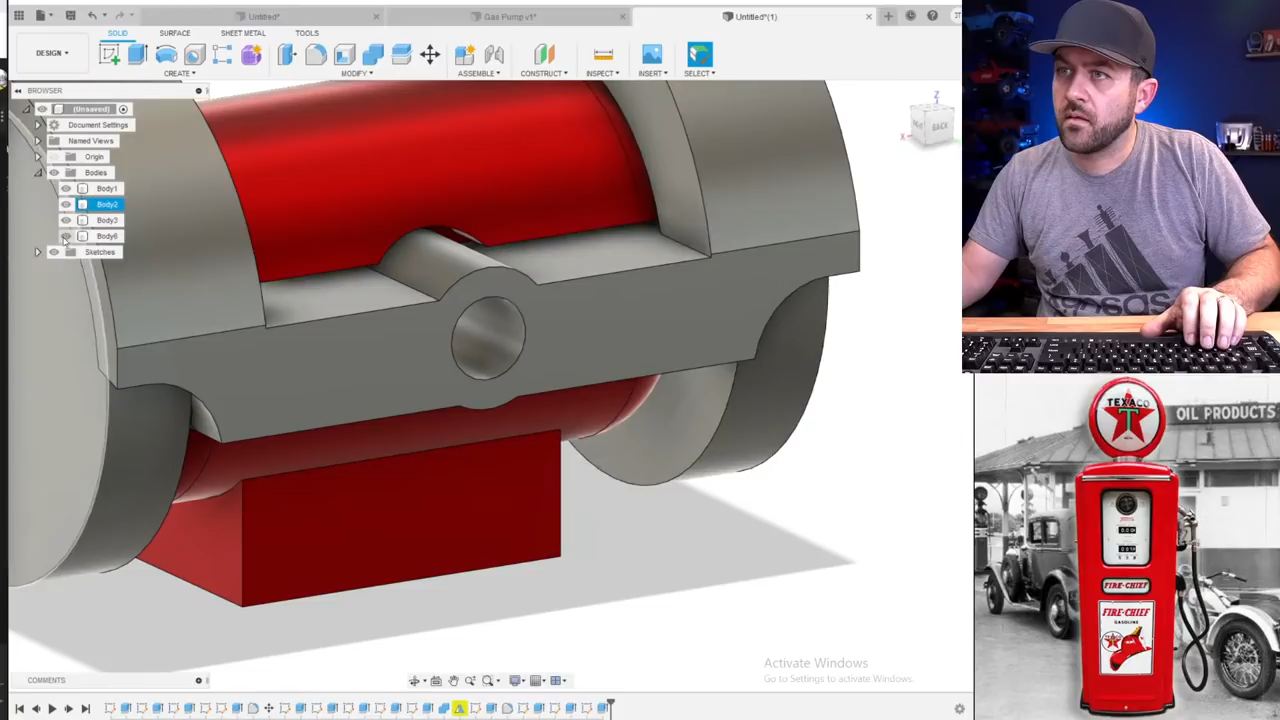 Untitled*
Gas Pump v1*
Untitled*(1)
DESIGN
SOLID
SURFACE
SHEET METAL
TOOLS
CREATE
MODIFY
ASSEMBLE
CONSTRUCT
INSPECT
INSERT
SELECT
BROWSER
(Unsaved)
Document Settings
Named Views
Origin
Bodies
Body1
Body2
Body3
Body6
Sketches
Z
X
BACK
adidas
TEXACO
T
OIL PRODUCTS
FIRE-CHIEF
FIRE-CHIEF
GASOLINE
Activate Windows
Go to Settings to activate Windows.
COMMENTS